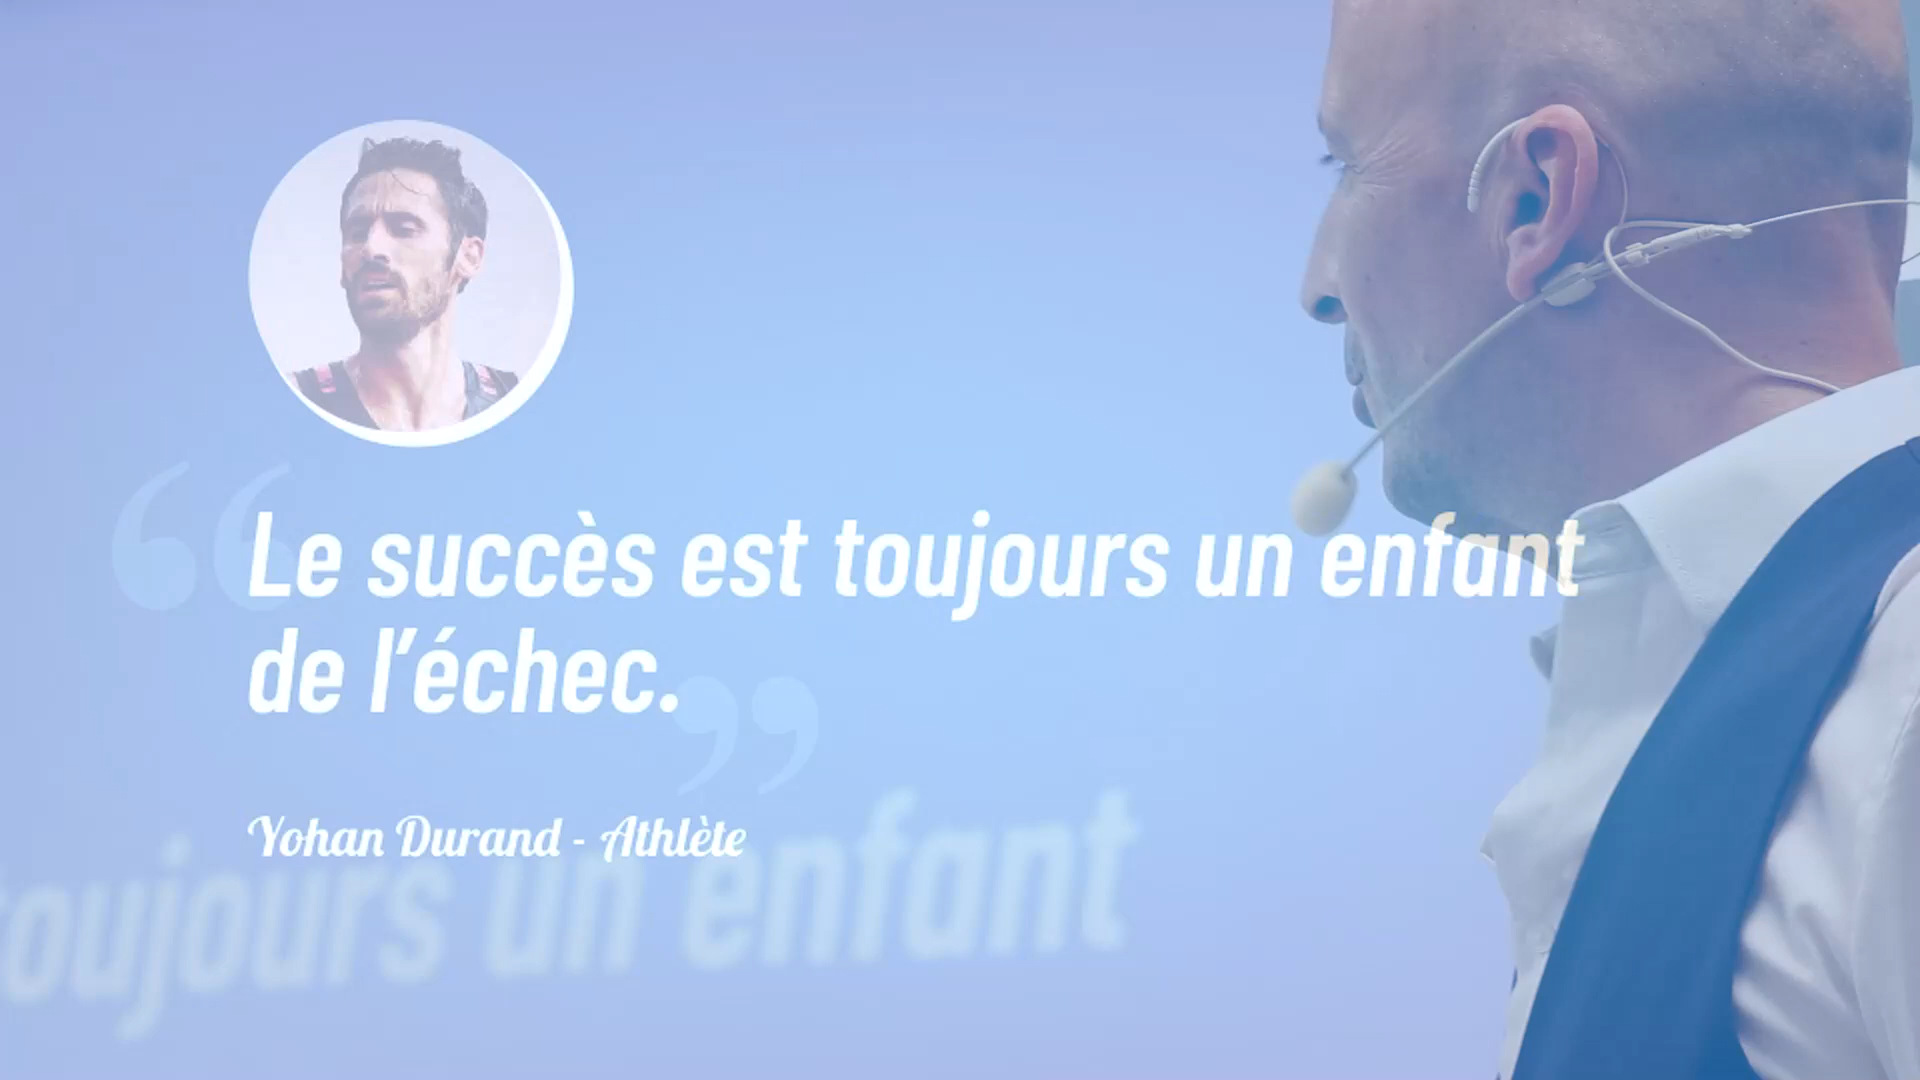 Le succès est toujours un enfant
de l’échec.
Yohan Durand - Athlète
toujours un enfant